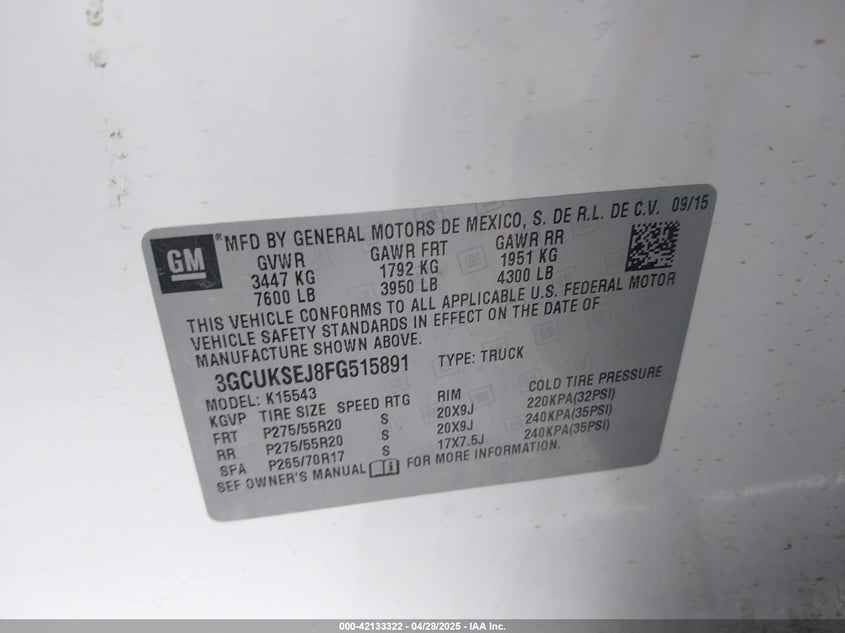 GM
® MFD BY GENERAL MOTORS DE MEXICO, S. DE R.L. DE C.V. 09/15
GVWR GAWR FRT GAWR RR
3447 KG 1792 KG 1951 KG
7600 LB 3950 LB 4300 LB
THIS VEHICLE CONFORMS TO ALL APPLICABLE U.S. FEDERAL MOTOR
VEHICLE SAFETY STANDARDS IN EFFECT ON THE DATE OF
MANUFACTURE SHOWN ABOVE.
3GCUKSEJ8FG515891 TYPE: TRUCK
MODEL: K15543
KGVP TIRE SIZE SPEED RTG RIM COLD TIRE PRESSURE
FRT P275/55R20 S 20X9J 220KPA(32PSI)
RR P275/55R20 S 20X9J 240KPA(35PSI)
SPA P265/70R17 S 17X7.5J 240KPA(35PSI)
SEE OWNER'S MANUAL FOR MORE INFORMATION.
000-42133322 | 04/28/2025 - IAA Inc.